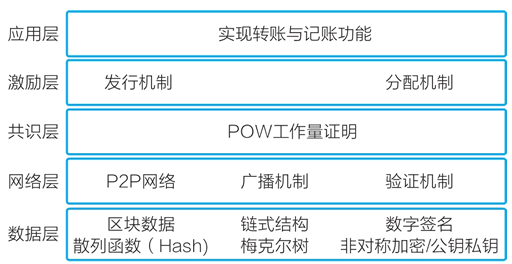 应用层 实现转账与记账功能
激励层 发行机制 分配机制
共识层 POW工作量证明
网络层 P2P网络 广播机制 验证机制
数据层 区块数据 链式结构 数字签名
散列函数（Hash） 梅克尔树 非对称加密/公钥私钥